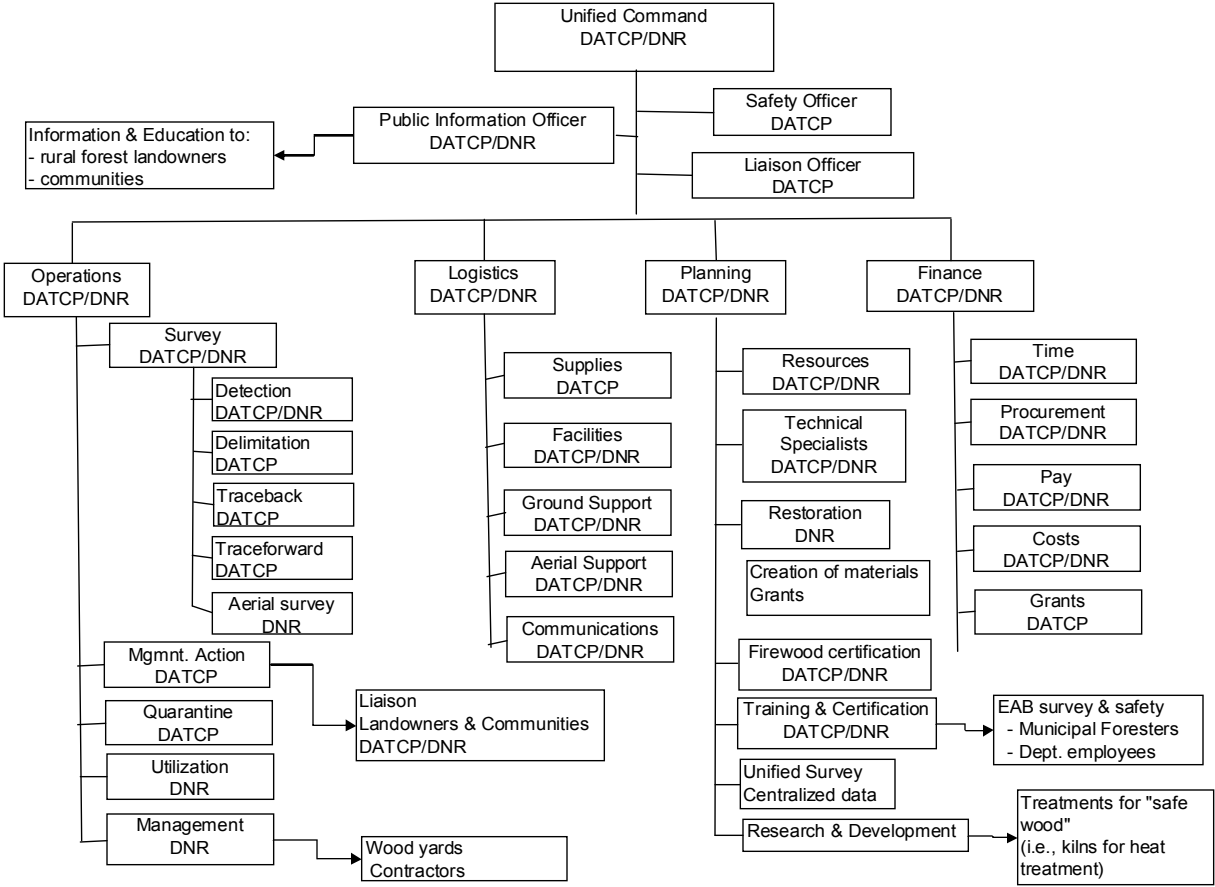 Unified Command
DATCP/DNR
Safety Officer
DATCP
Public Information Officer
DATCP/DNR
Information & Education to:
- rural forest landowners
- communities
Liaison Officer
DATCP
Operations
DATCP/DNR
Survey
DATCP/DNR
Detection
DATCP/DNR
Delimitation
DATCP
Traceback
DATCP
Traceforward
DATCP
Aerial survey
DNR
Mgmnt. Action
DATCP
Liaison
Landowners & Communities
DATCP/DNR
Quarantine
DATCP
Utilization
DNR
Management
DNR
Wood yards
Contractors
Logistics
DATCP/DNR
Supplies
DATCP
Facilities
DATCP/DNR
Ground Support
DATCP/DNR
Aerial Support
DATCP/DNR
Communications
DATCP/DNR
Planning
DATCP/DNR
Resources
DATCP/DNR
Technical
Specialists
DATCP/DNR
Restoration
DNR
Creation of materials
Grants
Firewood certification
DATCP/DNR
Training & Certification
DATCP/DNR
EAB survey & safety
- Municipal Foresters
- Dept. employees
Unified Survey
Centralized data
Research & Development
Treatments for "safe
wood"
(i.e., kilns for heat
treatment)
Finance
DATCP/DNR
Time
DATCP/DNR
Procurement
DATCP/DNR
Pay
DATCP/DNR
Costs
DATCP/DNR
Grants
DATCP